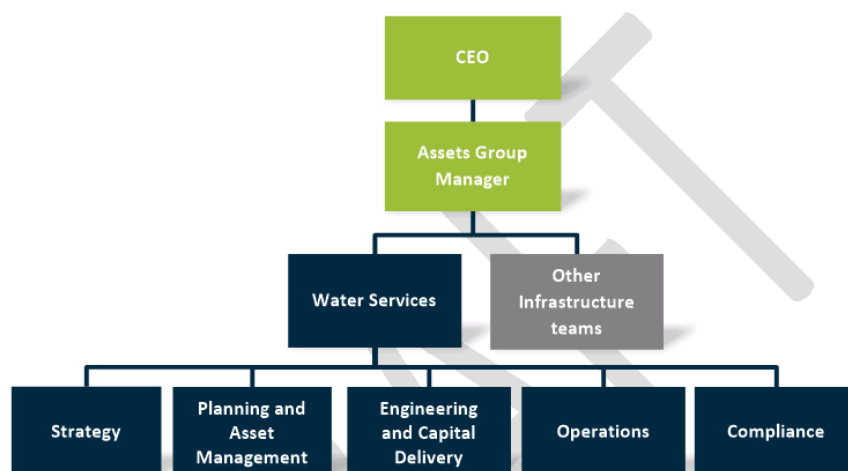 CEO
Assets Group
Manager
Water Services
Other
Infrastructure
teams
Strategy
Planning and
Asset
Management
Engineering
and Capital
Delivery
Operations
Compliance